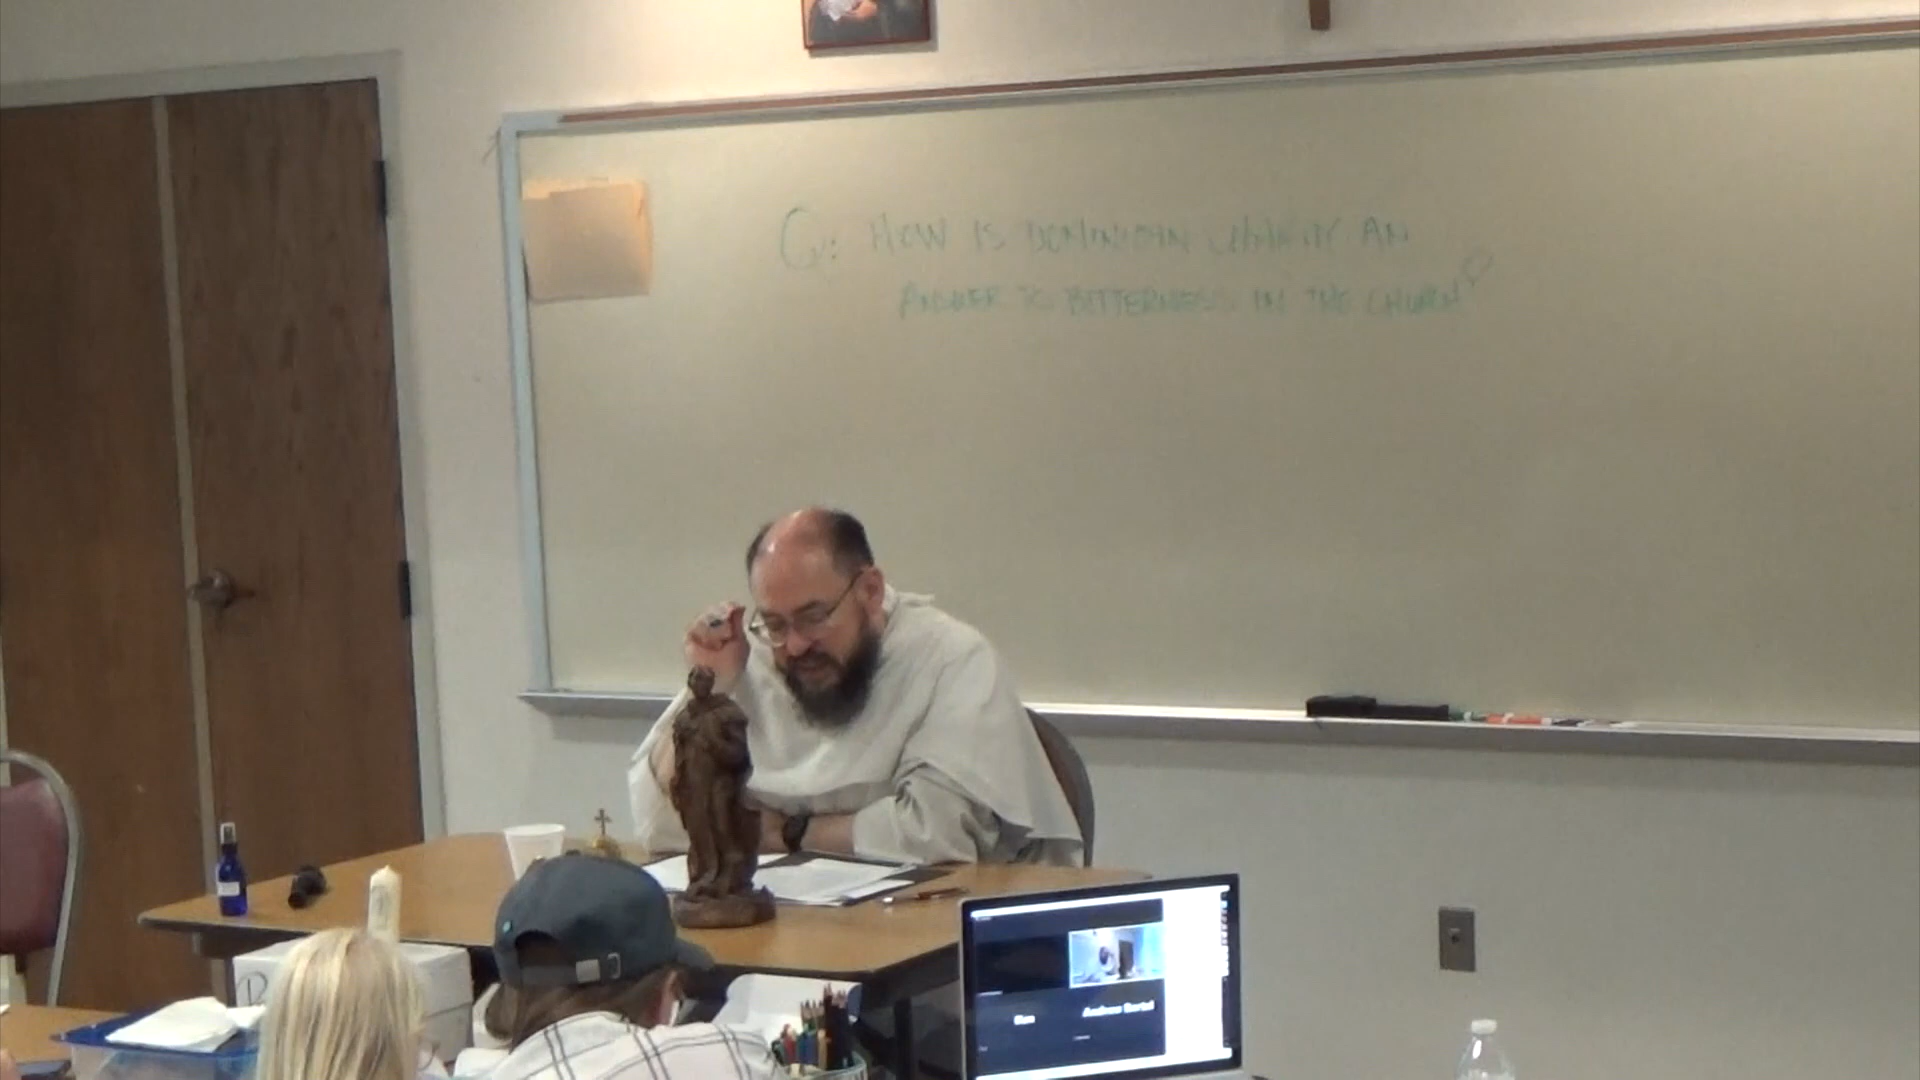 Q: HOW IS DOMINICAN CHARITY AN
ANSWER TO BITTERNESS IN THE CHURCH?